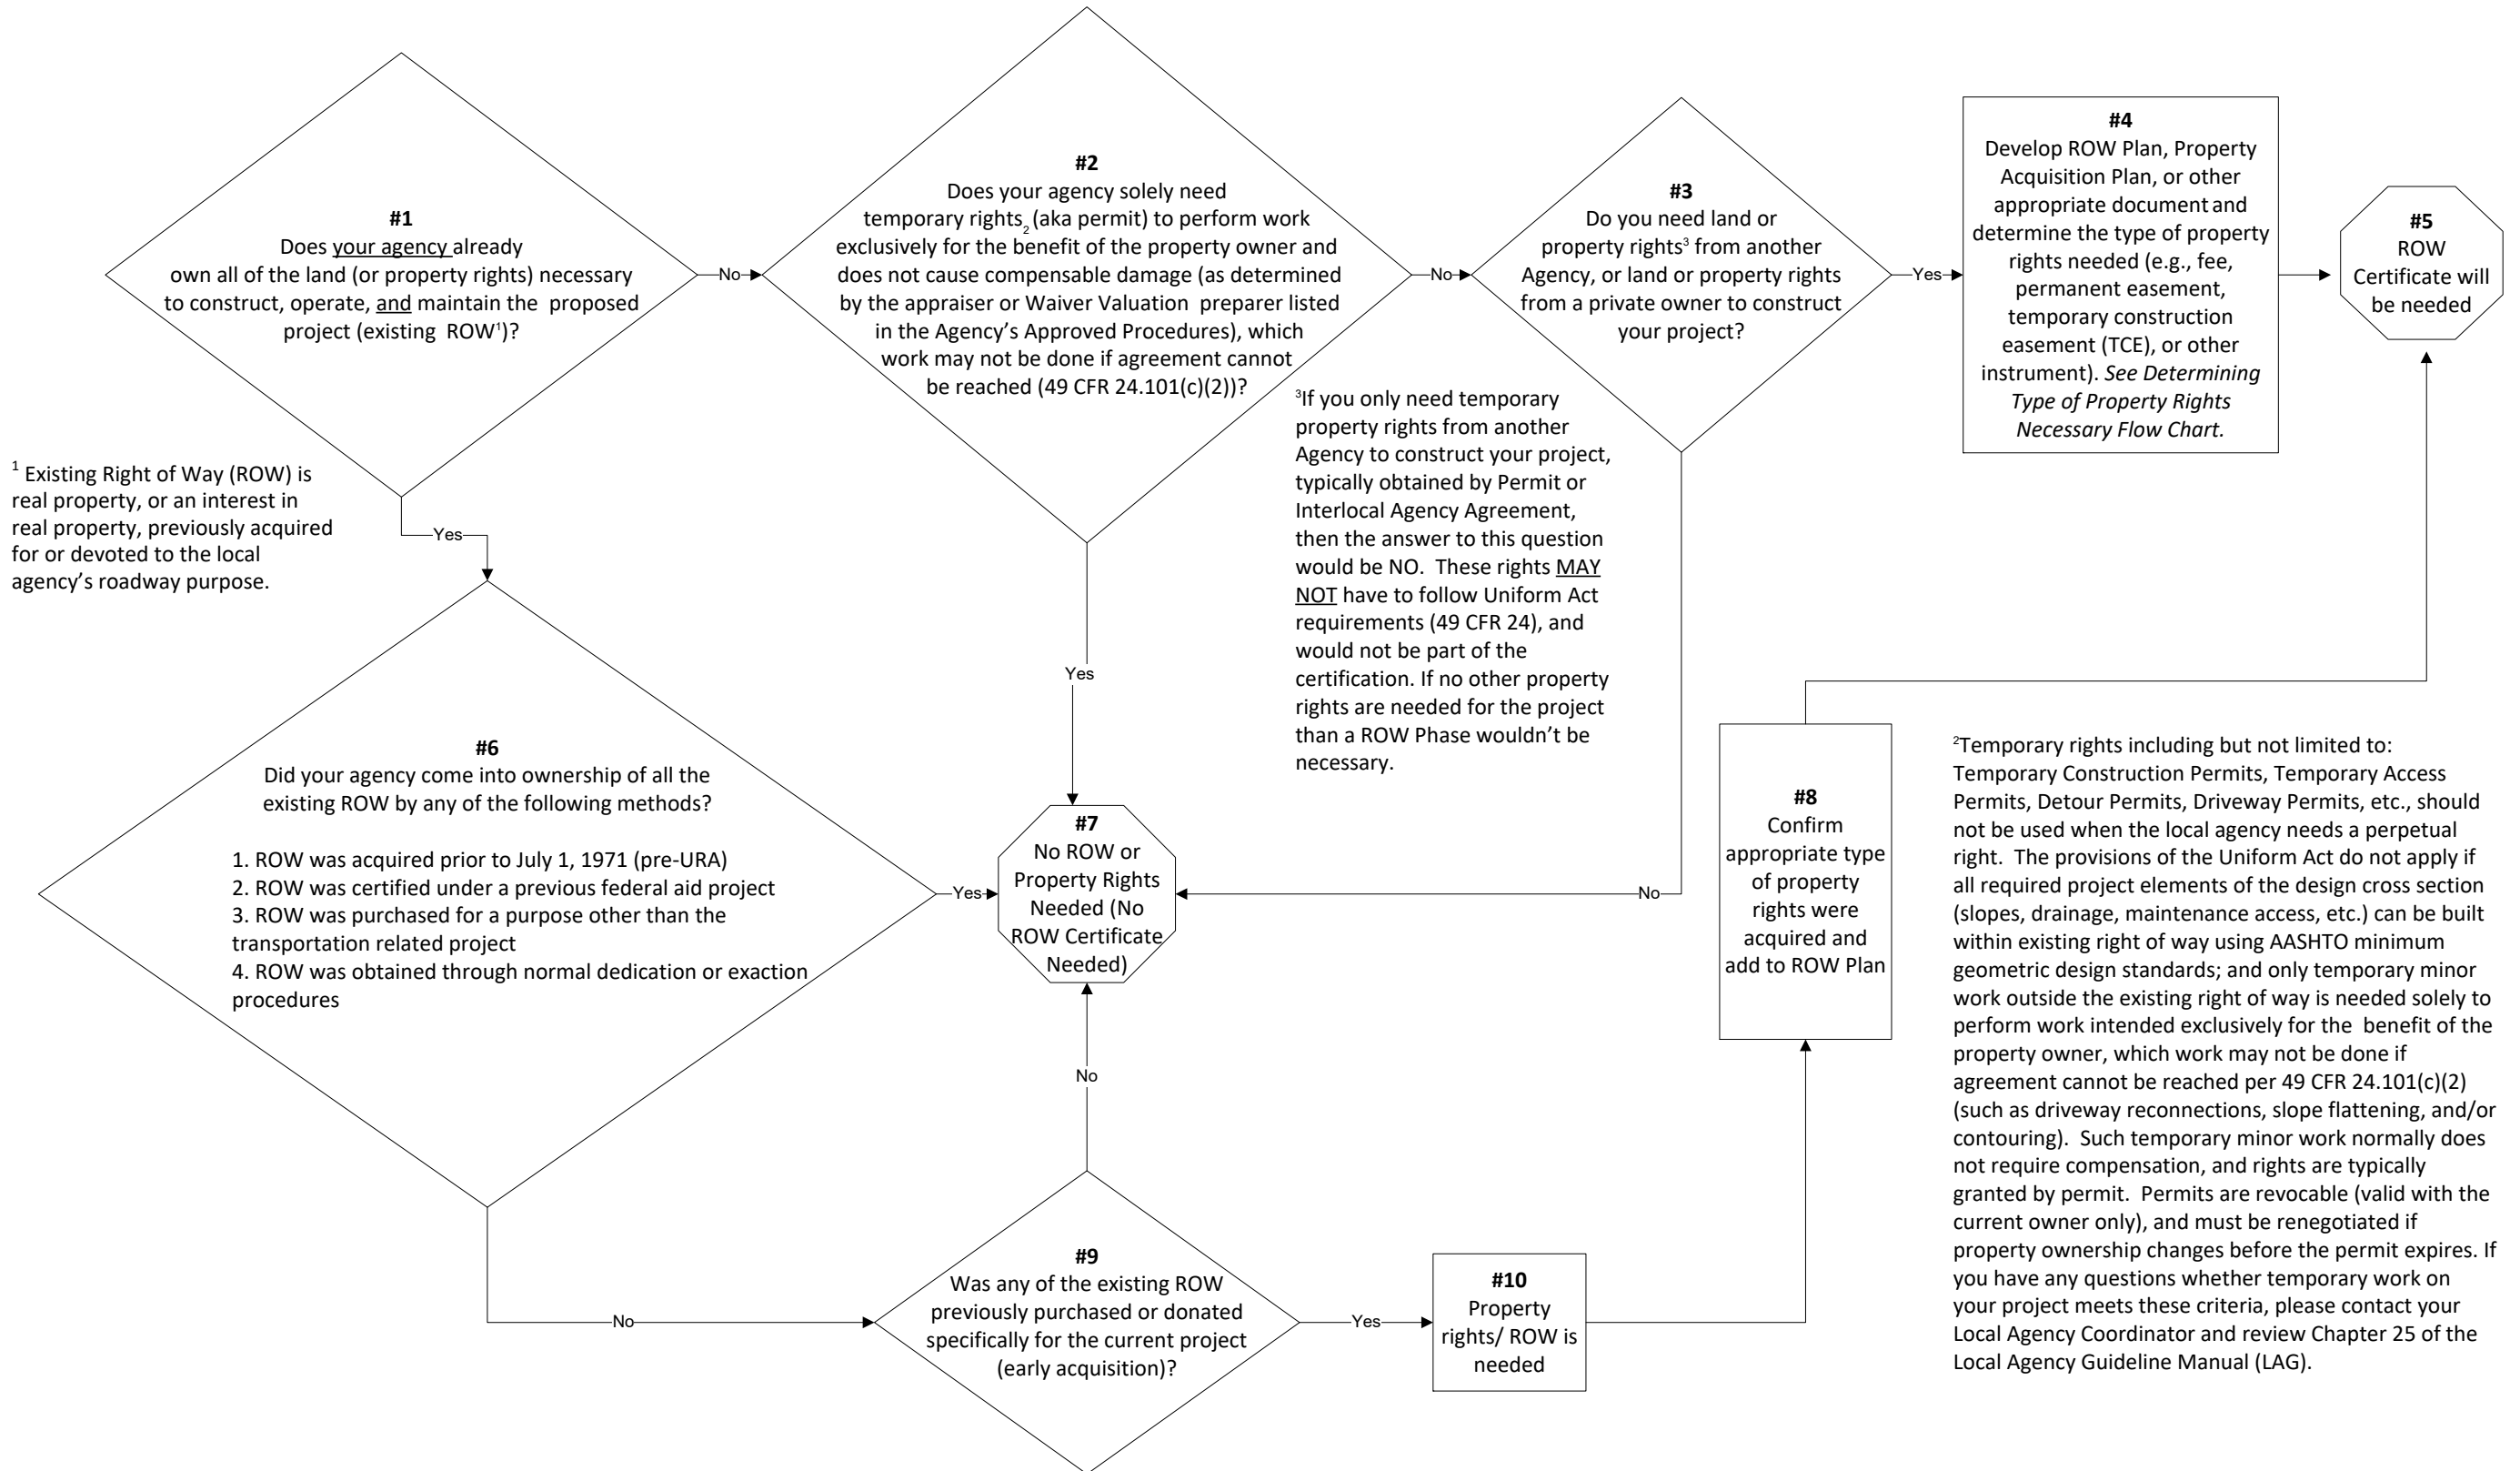 #1
Does your agency already
own all of the land (or property rights) necessary
to construct, operate, and maintain the proposed
project (existing ROW¹)?
No
#2
Does your agency solely need
temporary rights₂ (aka permit) to perform work
exclusively for the benefit of the property owner and
does not cause compensable damage (as determined
by the appraiser or Waiver Valuation preparer listed
in the Agency’s Approved Procedures), which
work may not be done if agreement cannot
be reached (49 CFR 24.101(c)(2))?
No
#3
Do you need land or
property rights³ from another
Agency, or land or property rights
from a private owner to construct
your project?
Yes
#4
Develop ROW Plan, Property
Acquisition Plan, or other
appropriate document and
determine the type of property
rights needed (e.g., fee,
permanent easement,
temporary construction
easement (TCE), or other
instrument). See Determining
Type of Property Rights
Necessary Flow Chart.
#5
ROW
Certificate will
be needed
¹ Existing Right of Way (ROW) is
real property, or an interest in
real property, previously acquired
for or devoted to the local
agency’s roadway purpose.
Yes
³If you only need temporary
property rights from another
Agency to construct your project,
typically obtained by Permit or
Interlocal Agency Agreement,
then the answer to this question
would be NO. These rights MAY
NOT have to follow Uniform Act
requirements (49 CFR 24), and
would not be part of the
certification. If no other property
rights are needed for the project
than a ROW Phase wouldn’t be
necessary.
Yes
#6
Did your agency come into ownership of all the
existing ROW by any of the following methods?
1. ROW was acquired prior to July 1, 1971 (pre-URA)
2. ROW was certified under a previous federal aid project
3. ROW was purchased for a purpose other than the
transportation related project
4. ROW was obtained through normal dedication or exaction
procedures
Yes
#7
No ROW or
Property Rights
Needed (No
ROW Certificate
Needed)
No
#8
Confirm
appropriate type
of property
rights were
acquired and
add to ROW Plan
²Temporary rights including but not limited to:
Temporary Construction Permits, Temporary Access
Permits, Detour Permits, Driveway Permits, etc., should
not be used when the local agency needs a perpetual
right. The provisions of the Uniform Act do not apply if
all required project elements of the design cross section
(slopes, drainage, maintenance access, etc.) can be built
within existing right of way using AASHTO minimum
geometric design standards; and only temporary minor
work outside the existing right of way is needed solely to
perform work intended exclusively for the benefit of the
property owner, which work may not be done if
agreement cannot be reached per 49 CFR 24.101(c)(2)
(such as driveway reconnections, slope flattening, and/or
contouring). Such temporary minor work normally does
not require compensation, and rights are typically
granted by permit. Permits are revocable (valid with the
current owner only), and must be renegotiated if
property ownership changes before the permit expires. If
you have any questions whether temporary work on
your project meets these criteria, please contact your
Local Agency Coordinator and review Chapter 25 of the
Local Agency Guideline Manual (LAG).
No
No
#9
Was any of the existing ROW
previously purchased or donated
specifically for the current project
(early acquisition)?
Yes
#10
Property
rights/ ROW is
needed